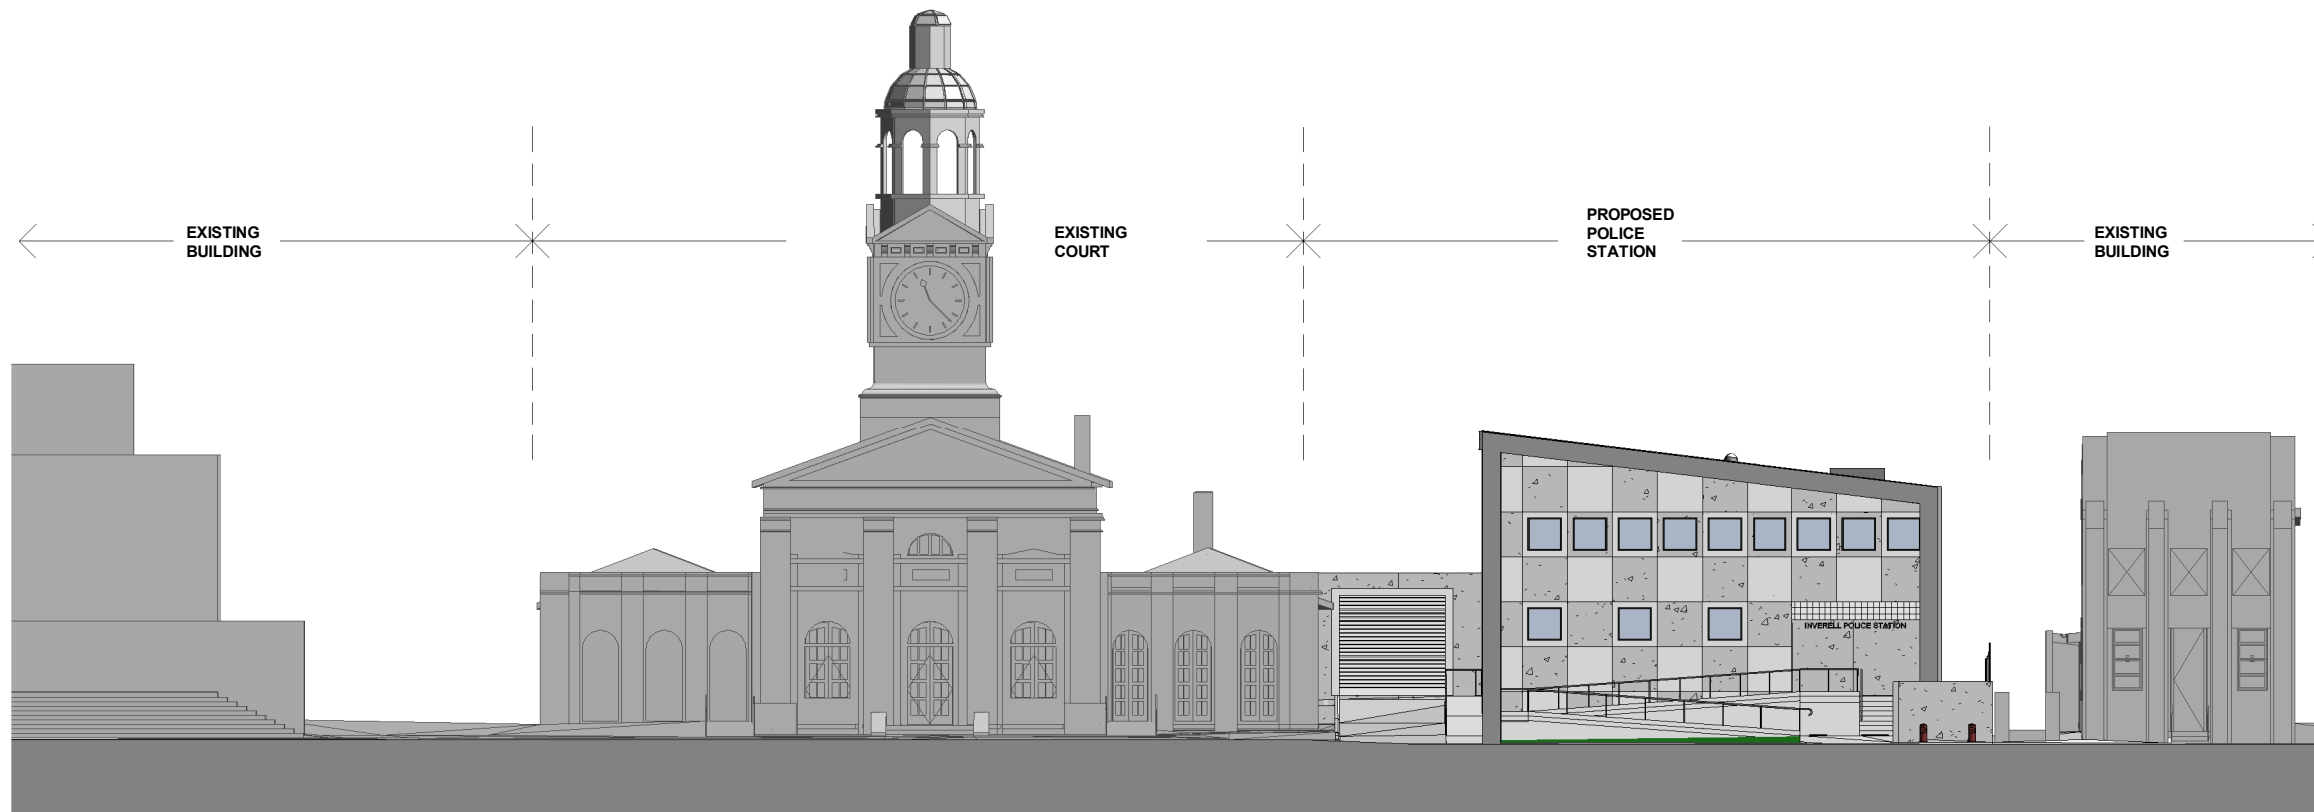 EXISTING
BUILDING
EXISTING
COURT
PROPOSED
POLICE
STATION
EXISTING
BUILDING
INVERELL POLICE STATION